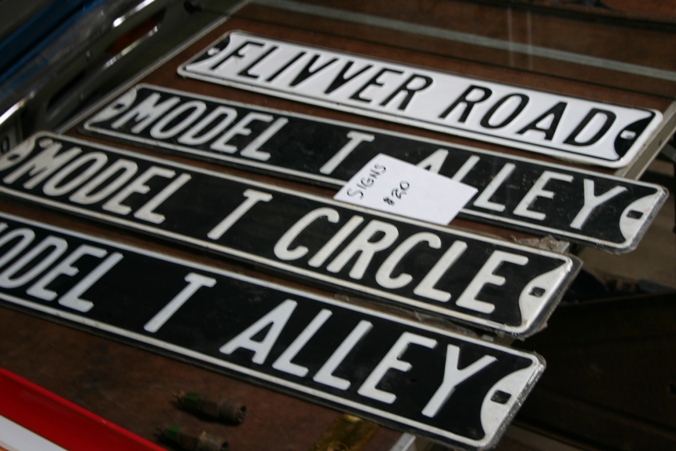 FLIVVER ROAD
MODEL T ALLEY
SIGNS
$20
MODEL T CIRCLE
MODEL T ALLEY